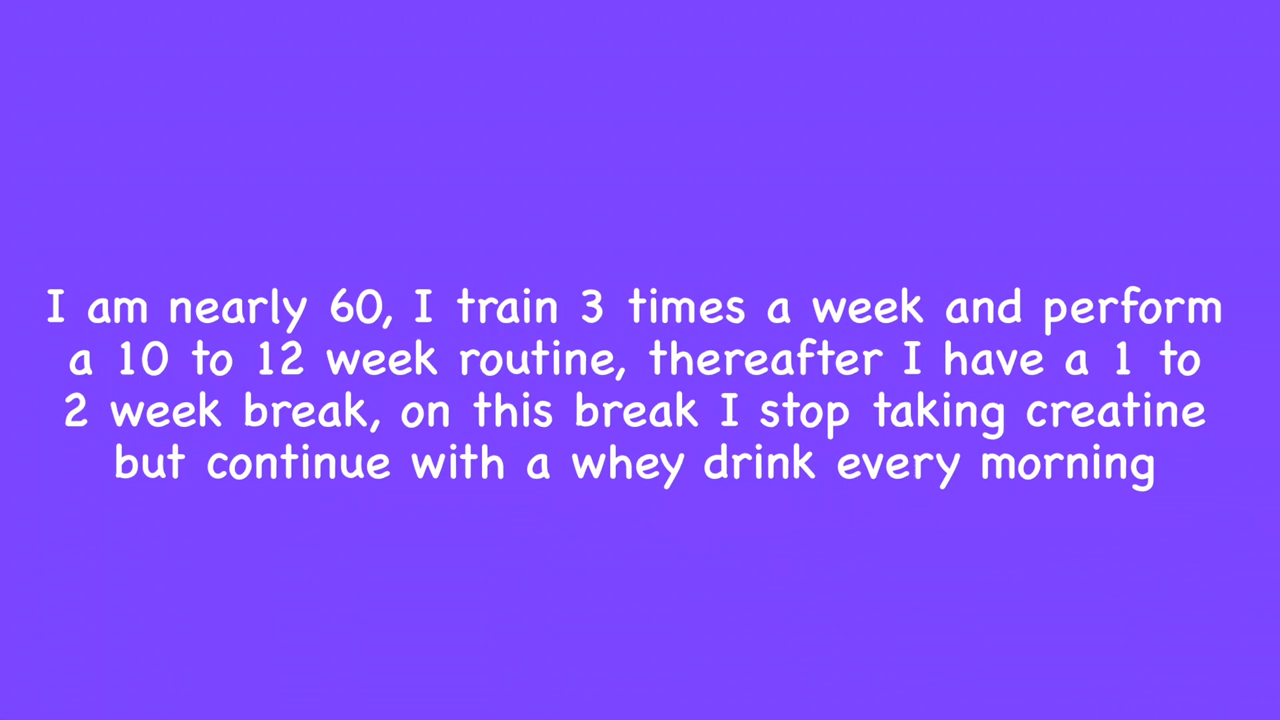 I am nearly 60, I train 3 times a week and perform
a 10 to 12 week routine, thereafter I have a 1 to
2 week break, on this break I stop taking creatine
but continue with a whey drink every morning